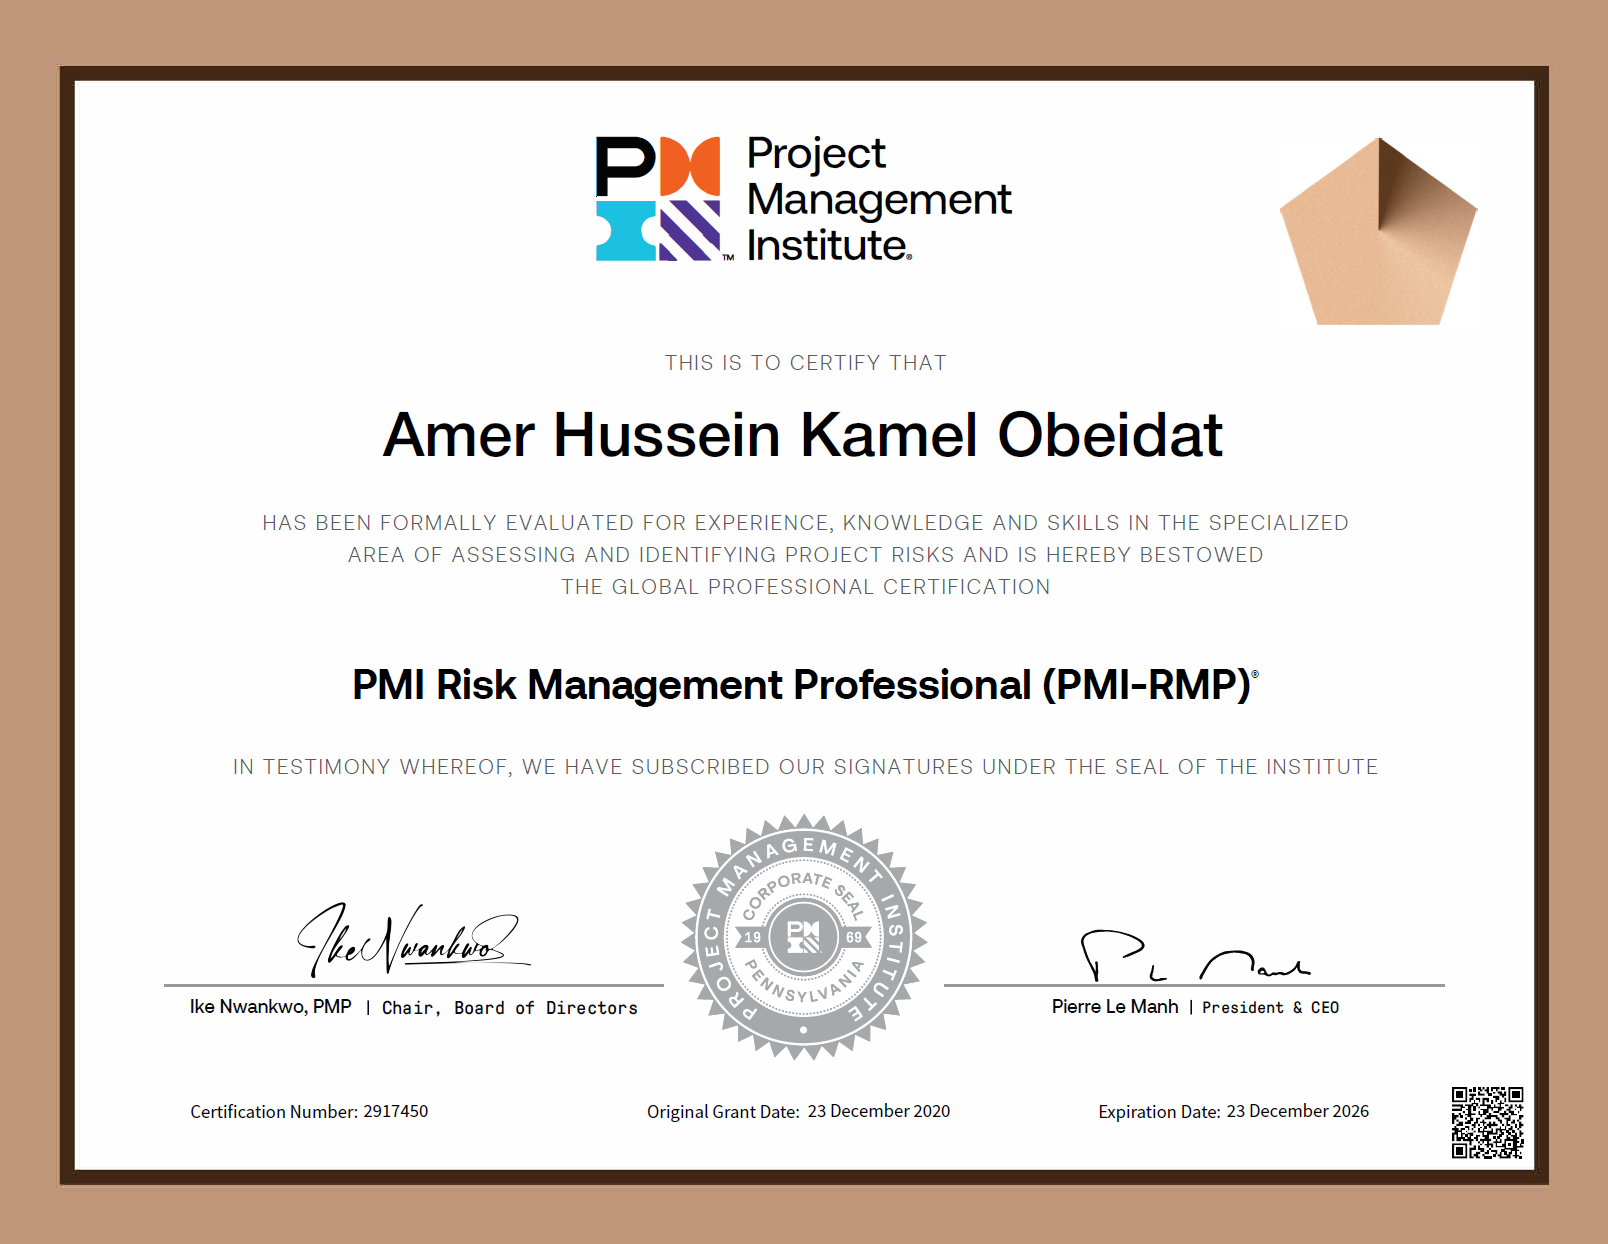 PM
Project
Management
Institute®
™
THIS IS TO CERTIFY THAT
Amer Hussein Kamel Obeidat
HAS BEEN FORMALLY EVALUATED FOR EXPERIENCE, KNOWLEDGE AND SKILLS IN THE SPECIALIZED
AREA OF ASSESSING AND IDENTIFYING PROJECT RISKS AND IS HEREBY BESTOWED
THE GLOBAL PROFESSIONAL CERTIFICATION
PMI Risk Management Professional (PMI-RMP)®
IN TESTIMONY WHEREOF, WE HAVE SUBSCRIBED OUR SIGNATURES UNDER THE SEAL OF THE INSTITUTE
PROJECT MANAGEMENT INSTITUTE
CORPORATE SEAL
19 69
PENNSYLVANIA
Ike Nwankwo
Ike Nwankwo, PMP | Chair, Board of Directors
Pierre Le Manh | President & CEO
Certification Number: 2917450
Original Grant Date: 23 December 2020
Expiration Date: 23 December 2026